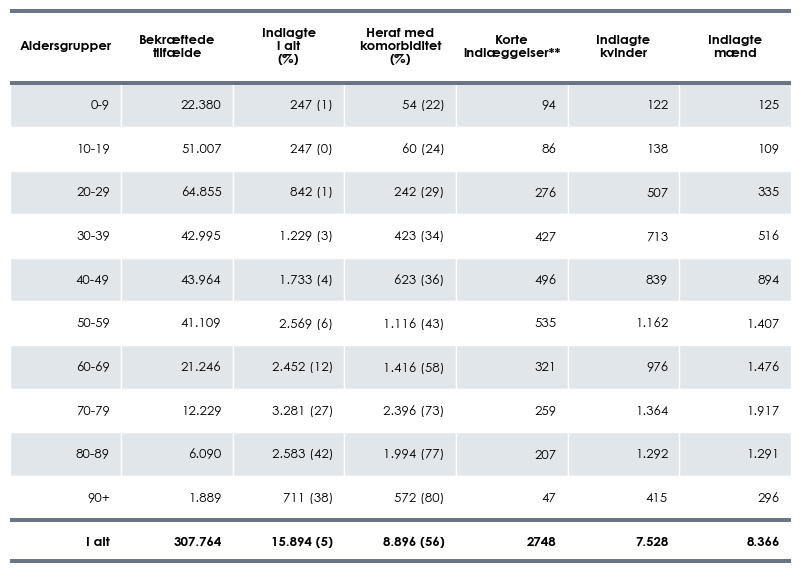 Aldersgrupper Bekræftede tilfælde Indlagte I alt (%) Heraf med komorbiditet (%) Korte indlæggelser** Indlagte kvinder Indlagte mænd
0-9 22.380 247 (1) 54 (22) 94 122 125
10-19 51.007 247 (0) 60 (24) 86 138 109
20-29 64.855 842 (1) 242 (29) 276 507 335
30-39 42.995 1.229 (3) 423 (34) 427 713 516
40-49 43.964 1.733 (4) 623 (36) 496 839 894
50-59 41.109 2.569 (6) 1.116 (43) 535 1.162 1.407
60-69 21.246 2.452 (12) 1.416 (58) 321 976 1.476
70-79 12.229 3.281 (27) 2.396 (73) 259 1.364 1.917
80-89 6.090 2.583 (42) 1.994 (77) 207 1.292 1.291
90+ 1.889 711 (38) 572 (80) 47 415 296
I alt 307.764 15.894 (5) 8.896 (56) 2748 7.528 8.366